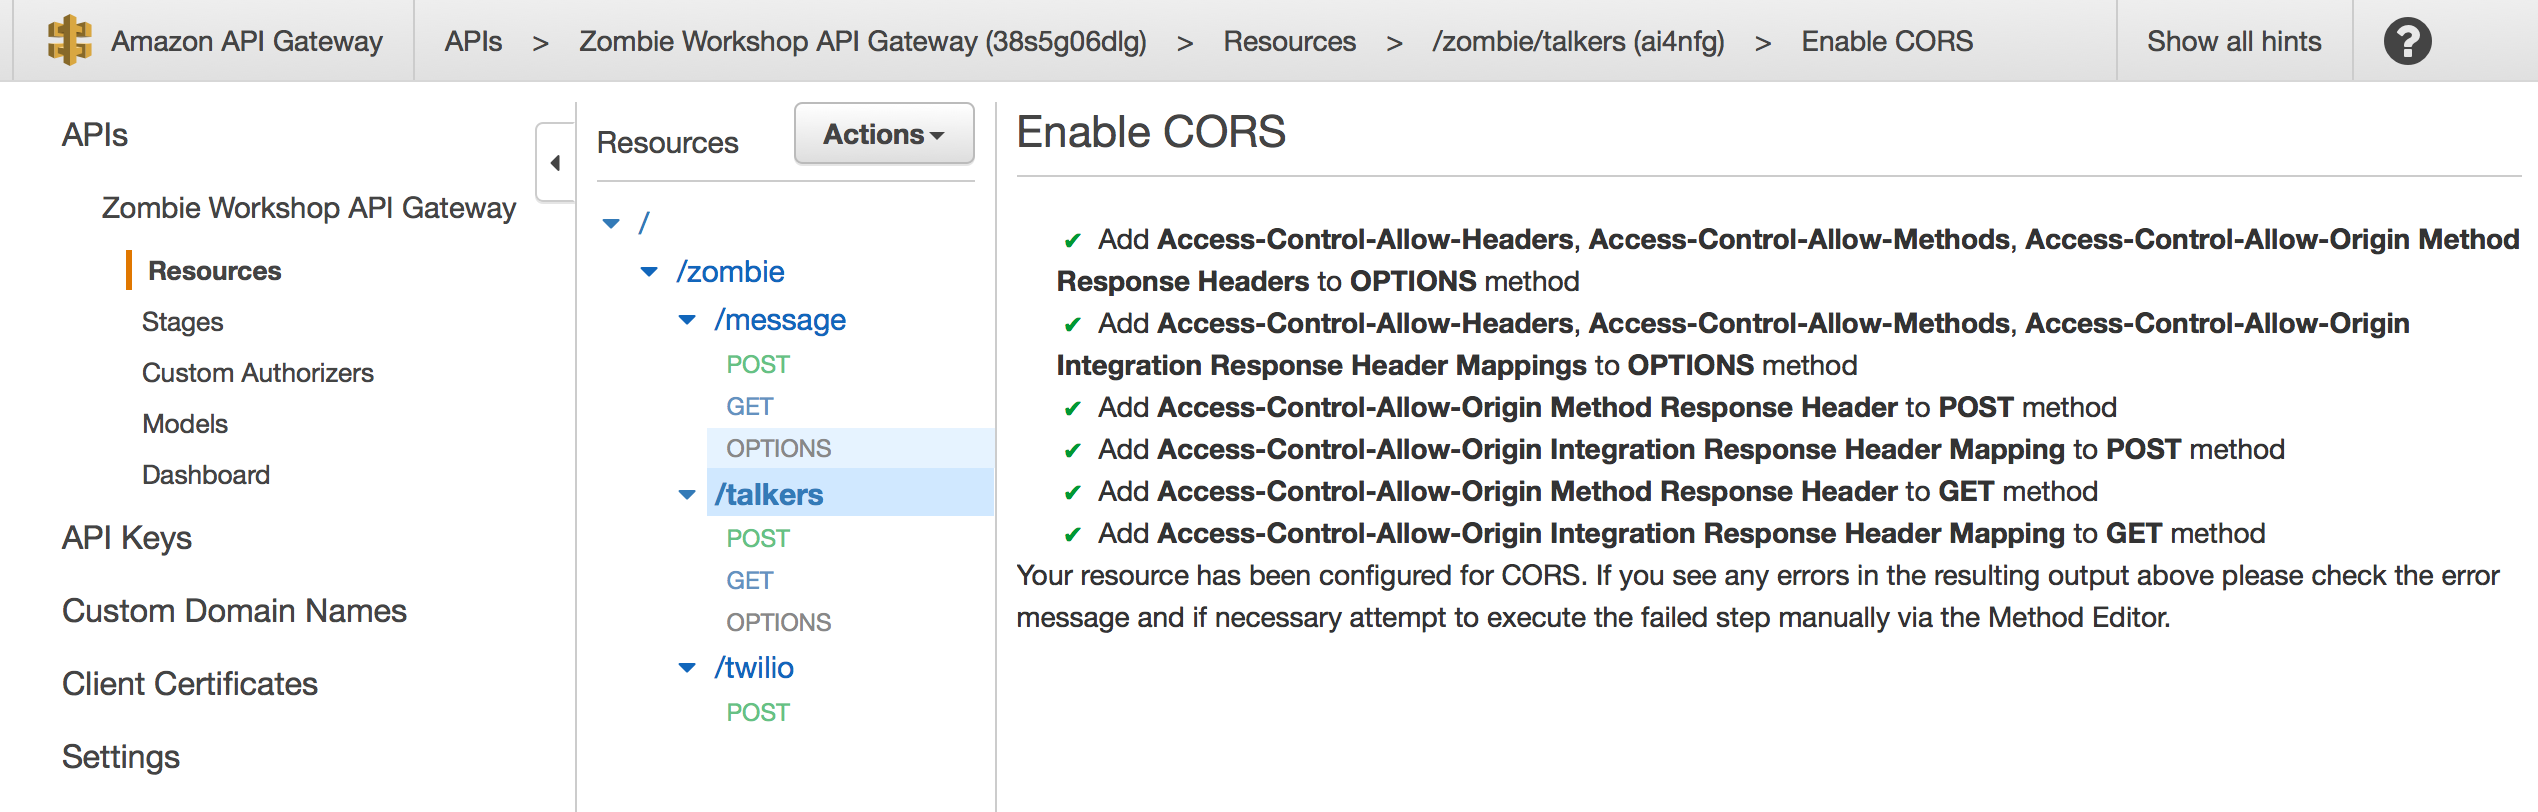 Amazon API Gateway APIs > Zombie Workshop API Gateway (38s5g06dlg) > Resources > /zombie/talkers (ai4nfg) > Enable CORS Show all hints ?
APIs
Zombie Workshop API Gateway
Resources
Stages
Custom Authorizers
Models
Dashboard
API Keys
Custom Domain Names
Client Certificates
Settings
Resources
Actions
/
/zombie
/message
POST
GET
OPTIONS
/talkers
POST
GET
OPTIONS
/twilio
POST
Enable CORS
✔ Add Access-Control-Allow-Headers, Access-Control-Allow-Methods, Access-Control-Allow-Origin Method
Response Headers to OPTIONS method
✔ Add Access-Control-Allow-Headers, Access-Control-Allow-Methods, Access-Control-Allow-Origin
Integration Response Header Mappings to OPTIONS method
✔ Add Access-Control-Allow-Origin Method Response Header to POST method
✔ Add Access-Control-Allow-Origin Integration Response Header Mapping to POST method
✔ Add Access-Control-Allow-Origin Method Response Header to GET method
✔ Add Access-Control-Allow-Origin Integration Response Header Mapping to GET method
Your resource has been configured for CORS. If you see any errors in the resulting output above please check the error
message and if necessary attempt to execute the failed step manually via the Method Editor.